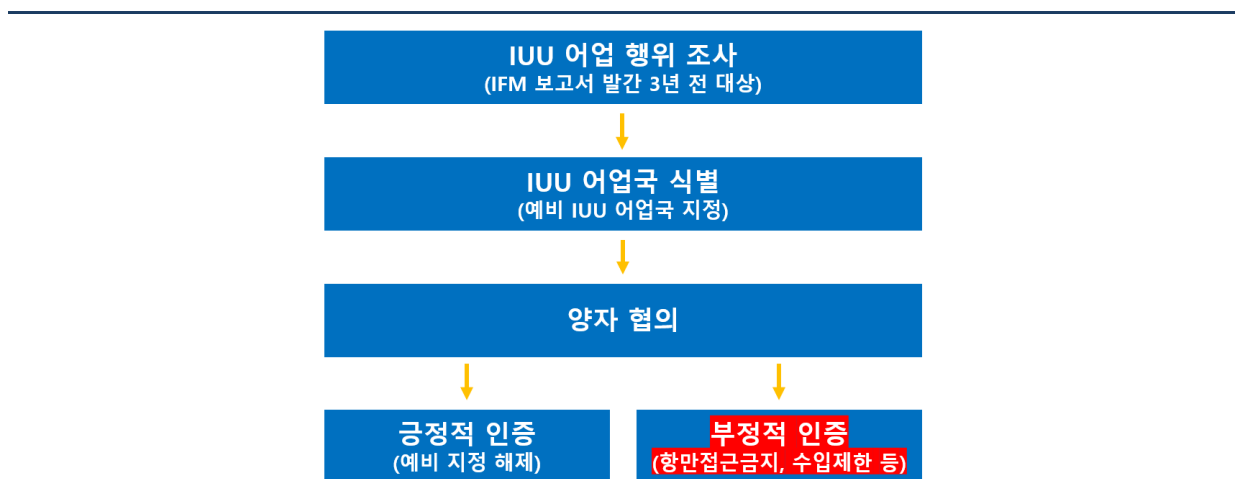 IUU 어업 행위 조사
(IFM 보고서 발간 3년 전 대상)
IUU 어업국 식별
(예비 IUU 어업국 지정)
양자 협의
긍정적 인증
(예비 지정 해제)
부정적 인증
(항만접근금지, 수입제한 등)